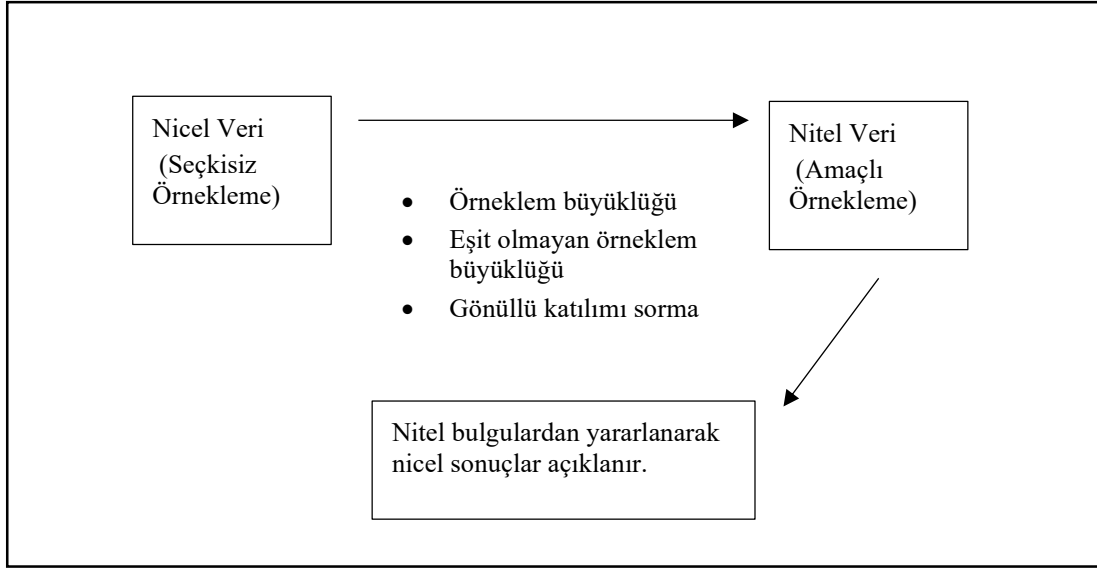 Nicel Veri
(Seçkisiz
Örnekleme)
Nitel Veri
(Amaçlı
Örnekleme)
• Örneklem büyüklüğü
• Eşit olmayan örneklem
büyüklüğü
• Gönüllü katılımı sorma
Nitel bulgulardan yararlanarak
nicel sonuçlar açıklanır.